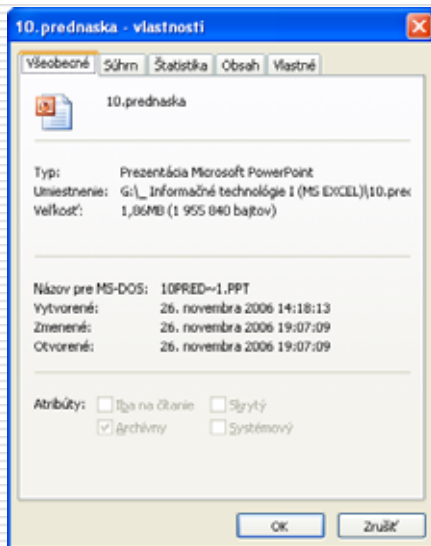 10.prednaska - vlastnosti
Všeobecné Súhrn Štatistika Obsah Vlastné
10.prednaska
Typ: Prezentácia Microsoft PowerPoint
Umiestnenie: G:\_ Informačné technológie I (MS EXCEL)\10.pred
Veľkosť: 1,86MB (1 955 840 bajtov)
Názov pre MS-DOS: 10PRED~1.PPT
Vytvorené: 26. novembra 2006 14:18:13
Zmenené: 26. novembra 2006 19:07:09
Otvorené: 26. novembra 2006 19:07:09
Atribúty: Iba na čítanie Skrytý
Archívny Systémový
OK Zrušiť